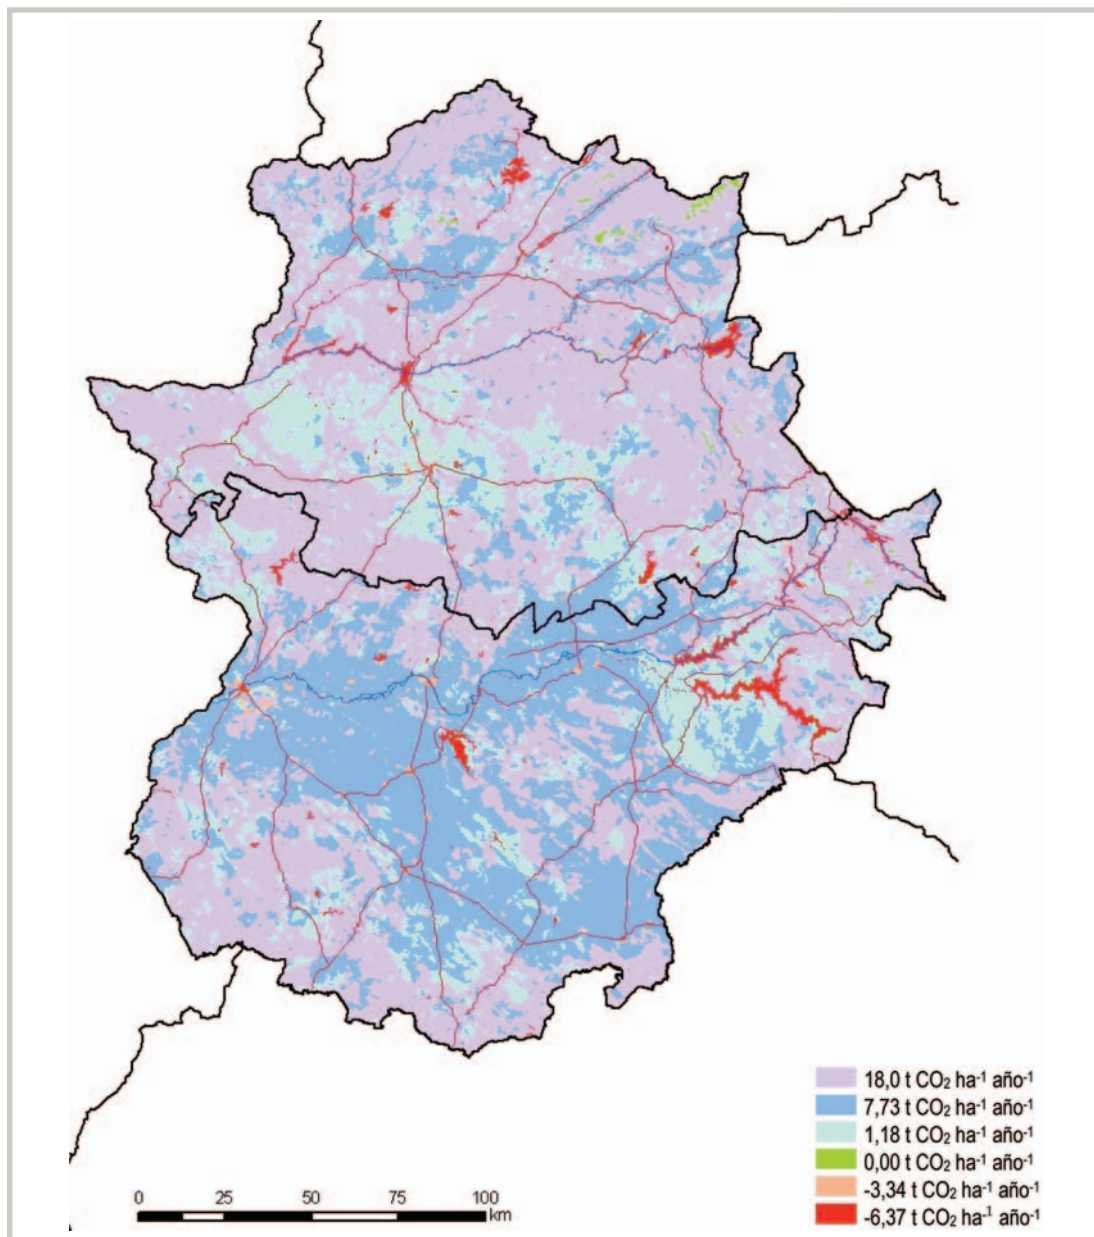 18,0 t CO₂ ha⁻¹ año⁻¹
7,73 t CO₂ ha⁻¹ año⁻¹
1,18 t CO₂ ha⁻¹ año⁻¹
0,00 t CO₂ ha⁻¹ año⁻¹
-3,34 t CO₂ ha⁻¹ año⁻¹
-6,37 t CO₂ ha⁻¹ año⁻¹
0 25 50 75 100
km